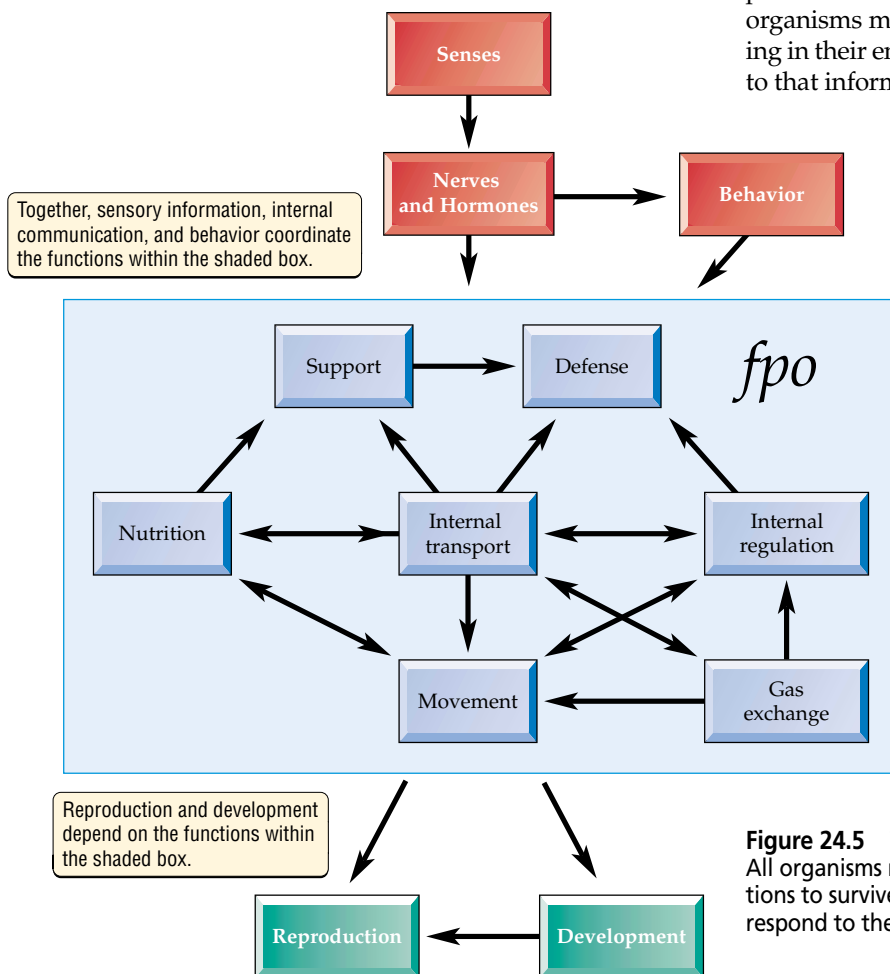 p
organisms m
ing in their er
to that inform
Senses
Nerves
and Hormones
Behavior
Together, sensory information, internal
communication, and behavior coordinate
the functions within the shaded box.
Support
Defense
fpo
Nutrition
Internal
transport
Internal
regulation
Movement
Gas
exchange
Reproduction and development
depend on the functions within
the shaded box.
Figure 24.5
All organisms r
tions to survive
respond to the
Reproduction
Development